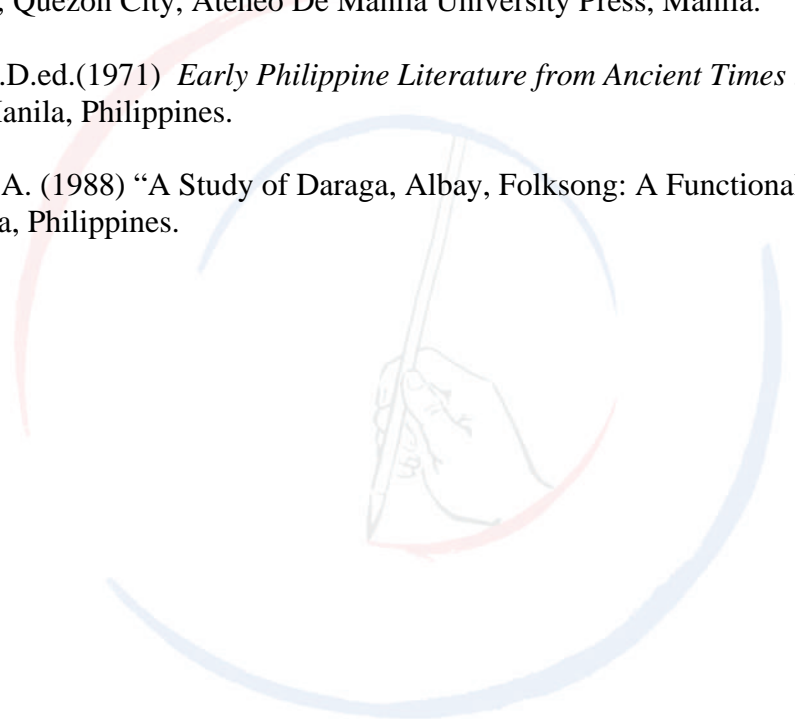 , Quezon City, Ateneo De Manila University Press, Manila.
.D.ed.(1971) Early Philippine Literature from Ancient Times
anila, Philippines.
A. (1988) “A Study of Daraga, Albay, Folksong: A Functiona
a, Philippines.